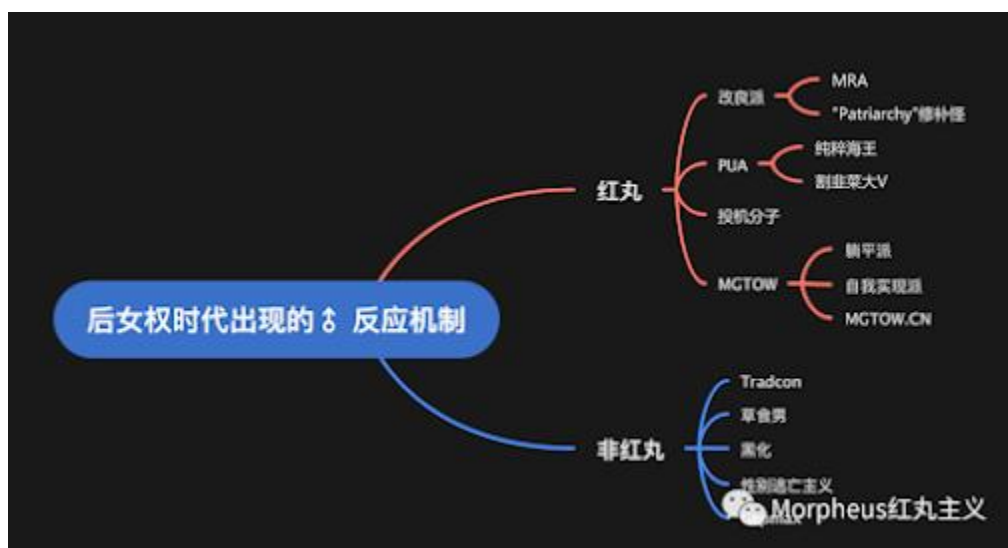 后女权时代出现的♂ 反应机制
红丸
改良派
MRA
"Patriarchy"修补怪
PUA
纯粹海王
割韭菜大V
投机分子
MGTOW
躺平派
自我实现派
MGTOW.CN
非红丸
Tradcon
草食男
黑化
性别逃亡主义
Morpheus红丸主义